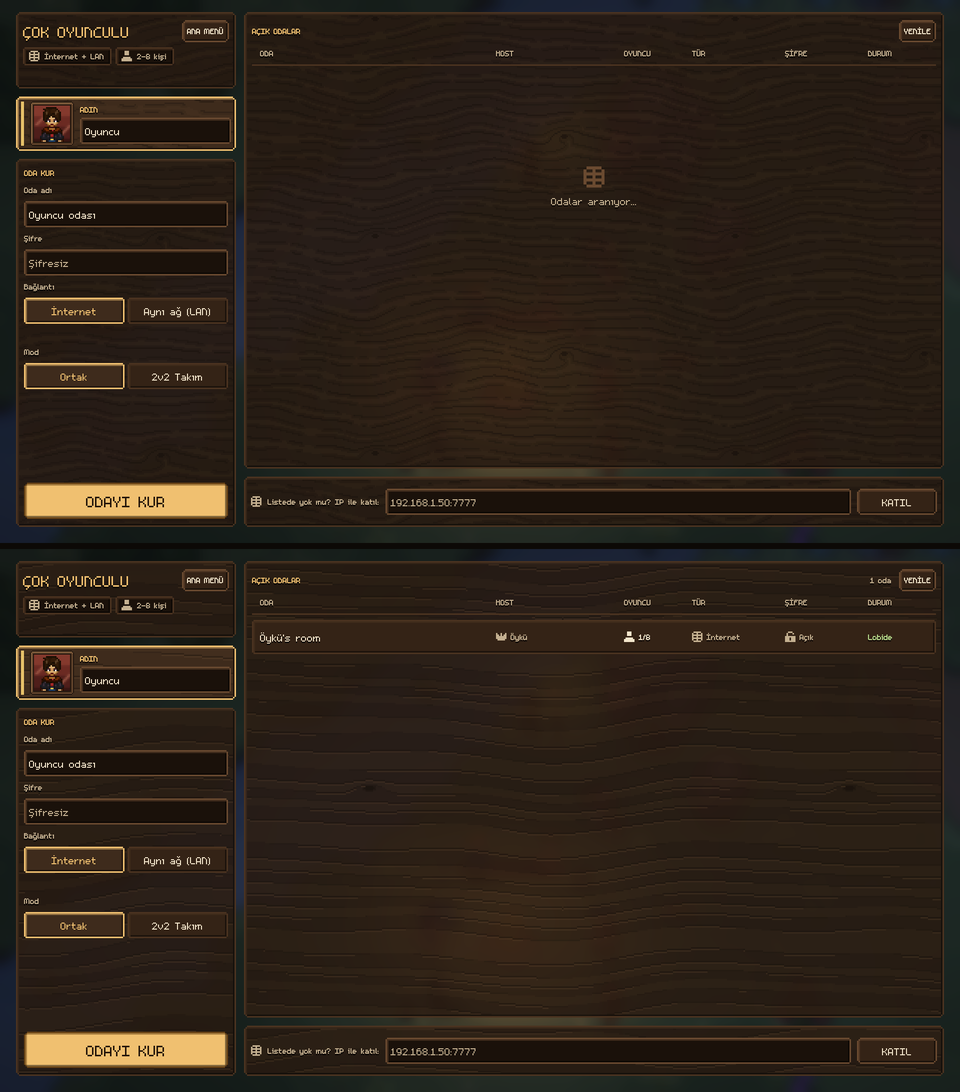 ÇOK OYUNCULU ANA MENÜ
İnternet + LAN 2-8 kişi
ADIN
Oyuncu
ODA KUR
Oda adı
Oyuncu odası
Şifre
Şifresiz
Bağlantı
İnternet Aynı ağ (LAN)
Mod
Ortak 2v2 Takım
ODAYI KUR
AÇIK ODALAR YENİLE
ODA HOST OYUNCU TÜR ŞİFRE DURUM
Odalar aranıyor...
Listede yok mu? IP ile katıl: 192.168.1.50:7777 KATIL
ÇOK OYUNCULU ANA MENÜ
İnternet + LAN 2-8 kişi
ADIN
Oyuncu
ODA KUR
Oda adı
Oyuncu odası
Şifre
Şifresiz
Bağlantı
İnternet Aynı ağ (LAN)
Mod
Ortak 2v2 Takım
ODAYI KUR
AÇIK ODALAR 1 oda YENİLE
ODA HOST OYUNCU TÜR ŞİFRE DURUM
Öykü's room Öykü 1/8 İnternet Açık Lobide
Listede yok mu? IP ile katıl: 192.168.1.50:7777 KATIL